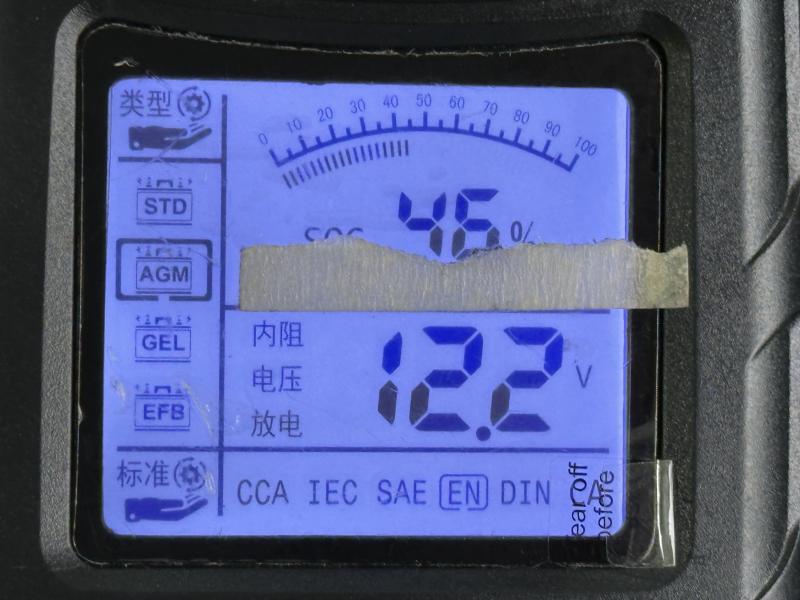 类型
0 10 20 30 40 50 60 70 80 90 100
STD
SOC 46 %
AGM
GEL
EFB
内阻
电压
放电
12.2 V
标准
CCA IEC SAE EN DIN
Tear off
before